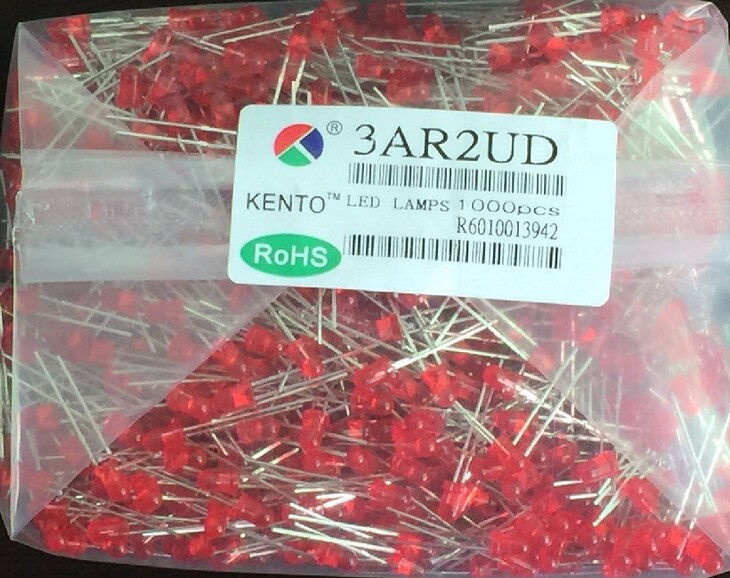 ® 3AR2UD
KENTO™ LED LAMPS 1000pcs
R6010013942
RoHS